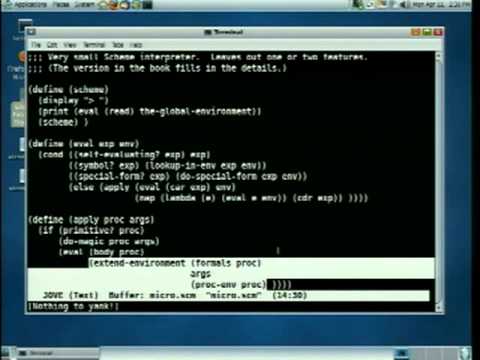 Applications Places System
Mon Apr 11, 2:30 PM
Terminal
File Edit View Terminal Tabs Help
;;; Very small Scheme interpreter.  Leaves out one or two features.
;;; (The version in the book fills in the details.)
(define (scheme)
(display "> ")
(print (eval (read) the-global-environment))
(scheme) )
(define (eval exp env)
(cond ((self-evaluating? exp) exp)
((symbol? exp) (lookup-in-env exp env))
((special-form? exp) (do-special-form exp env))
(else (apply (eval (car exp) env)
(map (lambda (e) (eval e env)) (cdr exp)) ))))
(define (apply proc args)
(if (primitive? proc)
(do-magic proc args)
(eval (body proc)
(extend-environment (formals proc)
args
(proc-env proc) ))))
JOVE (Text)  Buffer: micro.scm  "micro.scm"  (14:30)
[Nothing to yank!]
Terminal